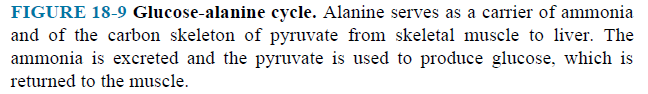 FIGURE 18-9 Glucose-alanine cycle. Alanine serves as a carrier of ammonia
and of the carbon skeleton of pyruvate from skeletal muscle to liver. The
ammonia is excreted and the pyruvate is used to produce glucose, which is
returned to the muscle.